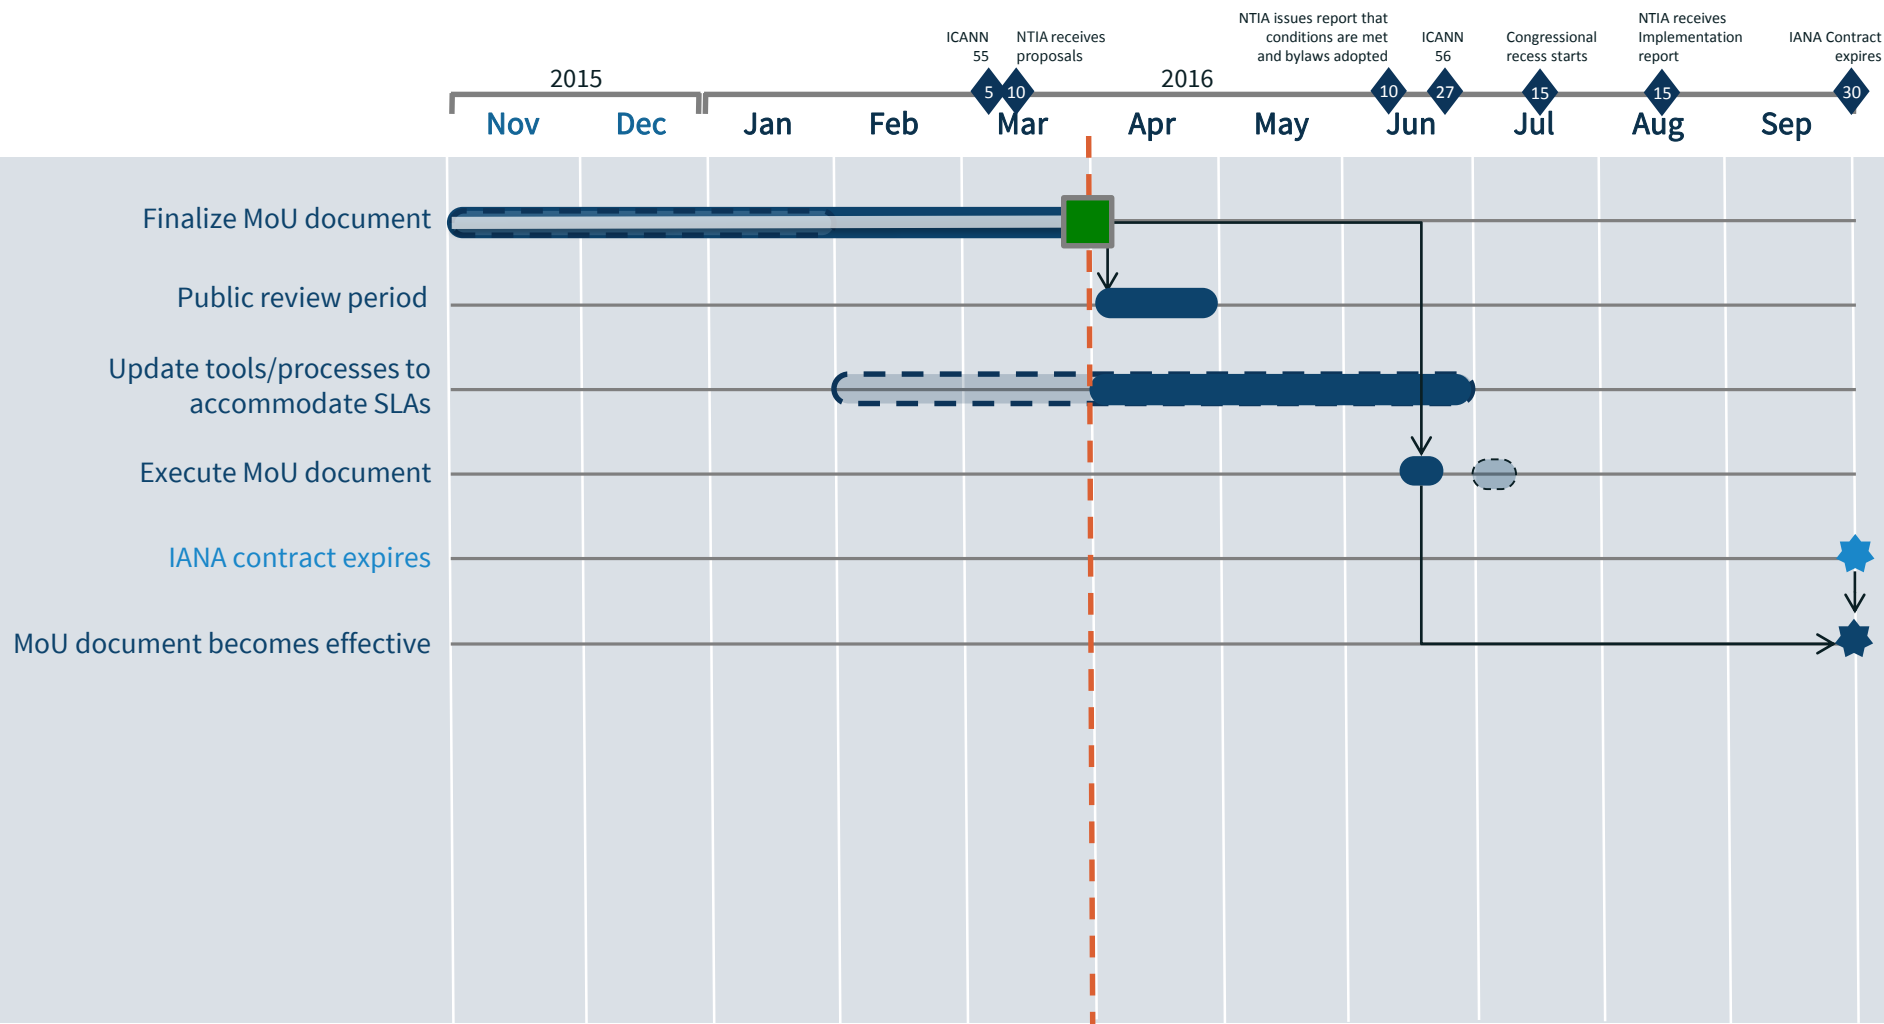 NTIA issues report that
conditions are met
and bylaws adopted
ICANN
55
NTIA receives
proposals
ICANN
56
Congressional
recess starts
NTIA receives
Implementation
report
IANA Contract
expires
2015
2016
5
10
10
27
15
15
30
Nov
Dec
Jan
Feb
Mar
Apr
May
Jun
Jul
Aug
Sep
Finalize MoU document
Public review period
Update tools/processes to
accommodate SLAs
Execute MoU document
IANA contract expires
MoU document becomes effective